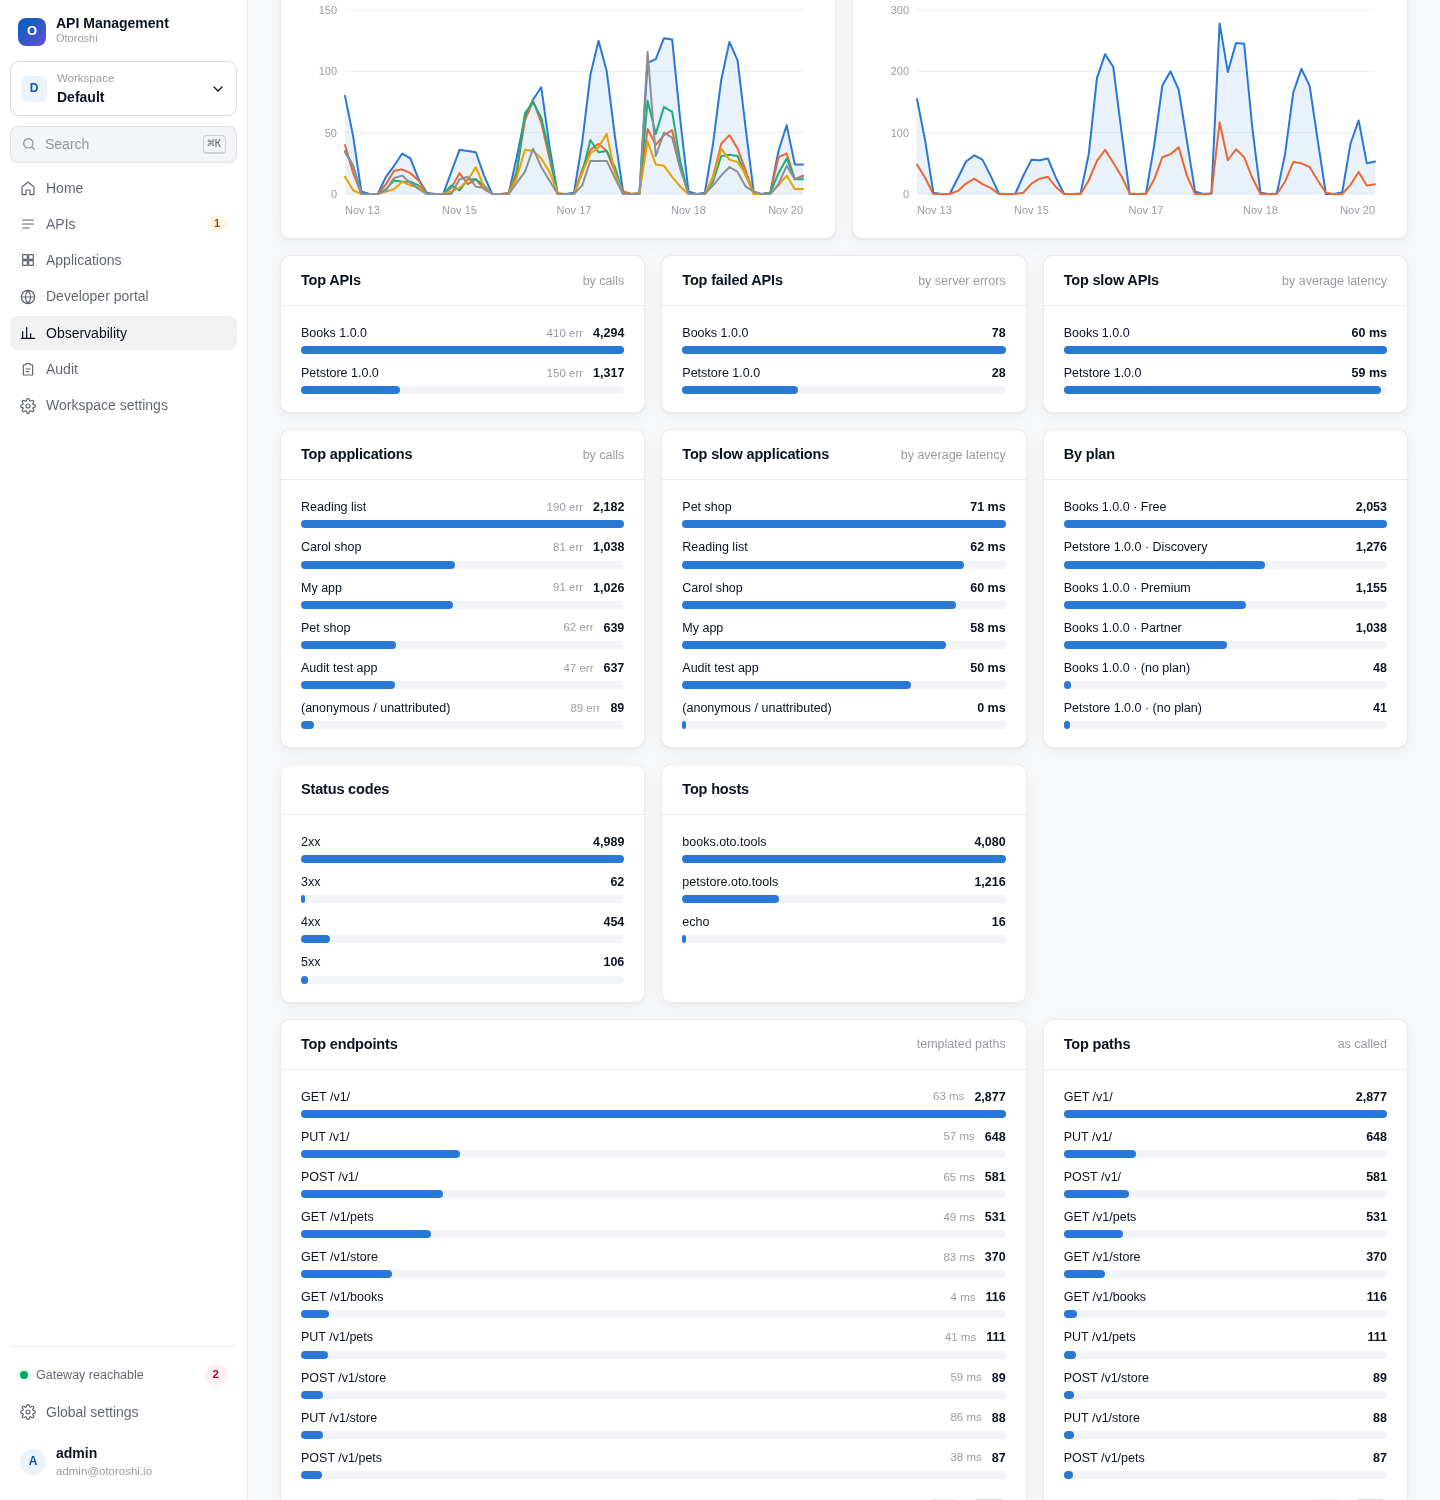 O
API Management
Otoroshi
D
Workspace
Default
Search
⌘K
Home
APIs 1
Applications
Developer portal
Observability
Audit
Workspace settings
Gateway reachable 2
Global settings
A
admin
admin@otoroshi.io
150
100
50
0
Nov 13 Nov 15 Nov 17 Nov 18 Nov 20
300
200
100
0
Nov 13 Nov 15 Nov 17 Nov 18 Nov 20
Top APIs by calls
Books 1.0.0 410 err 4,294
Petstore 1.0.0 150 err 1,317
Top failed APIs by server errors
Books 1.0.0 78
Petstore 1.0.0 28
Top slow APIs by average latency
Books 1.0.0 60 ms
Petstore 1.0.0 59 ms
Top applications by calls
Reading list 190 err 2,182
Carol shop 81 err 1,038
My app 91 err 1,026
Pet shop 62 err 639
Audit test app 47 err 637
(anonymous / unattributed) 89 err 89
Top slow applications by average latency
Pet shop 71 ms
Reading list 62 ms
Carol shop 60 ms
My app 58 ms
Audit test app 50 ms
(anonymous / unattributed) 0 ms
By plan
Books 1.0.0 · Free 2,053
Petstore 1.0.0 · Discovery 1,276
Books 1.0.0 · Premium 1,155
Books 1.0.0 · Partner 1,038
Books 1.0.0 · (no plan) 48
Petstore 1.0.0 · (no plan) 41
Status codes
2xx 4,989
3xx 62
4xx 454
5xx 106
Top hosts
books.oto.tools 4,080
petstore.oto.tools 1,216
echo 16
Top endpoints templated paths
GET /v1/ 63 ms 2,877
PUT /v1/ 57 ms 648
POST /v1/ 65 ms 581
GET /v1/pets 49 ms 531
GET /v1/store 83 ms 370
GET /v1/books 4 ms 116
PUT /v1/pets 41 ms 111
POST /v1/store 59 ms 89
PUT /v1/store 86 ms 88
POST /v1/pets 38 ms 87
Top paths as called
GET /v1/ 2,877
PUT /v1/ 648
POST /v1/ 581
GET /v1/pets 531
GET /v1/store 370
GET /v1/books 116
PUT /v1/pets 111
POST /v1/store 89
PUT /v1/store 88
POST /v1/pets 87